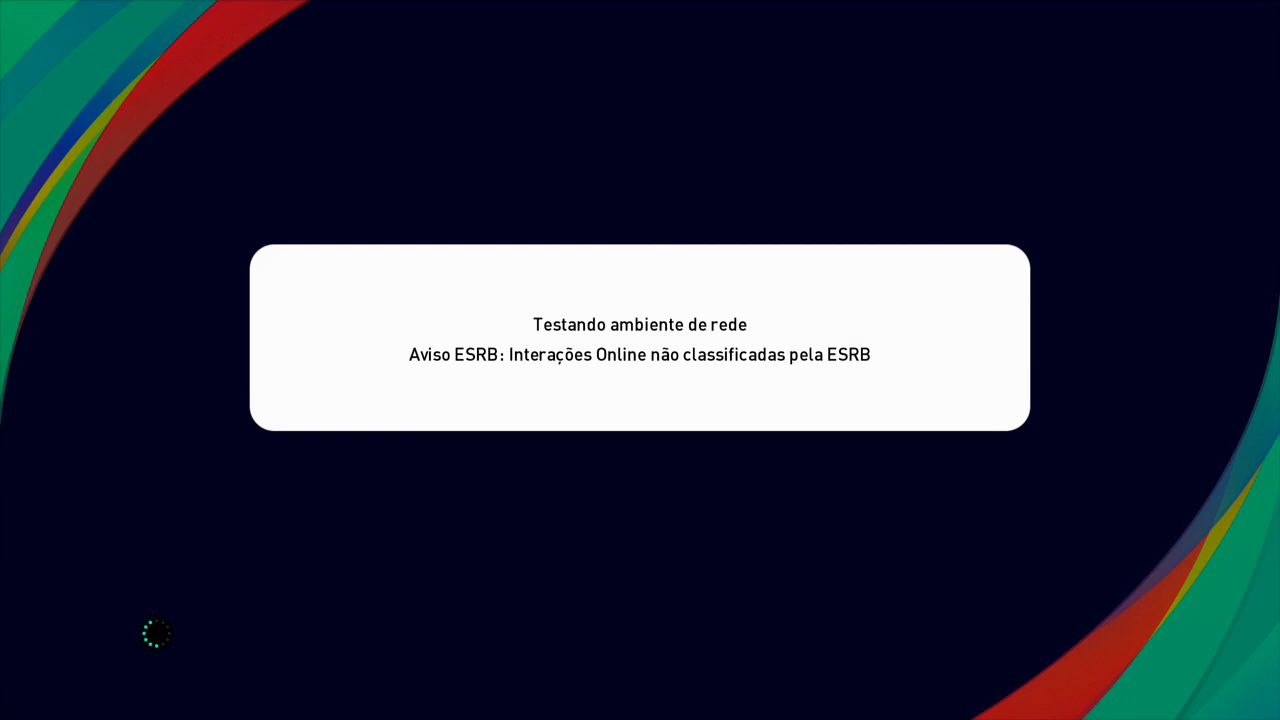 Testando ambiente de rede
Aviso ESRB: Interações Online não classificadas pela ESRB